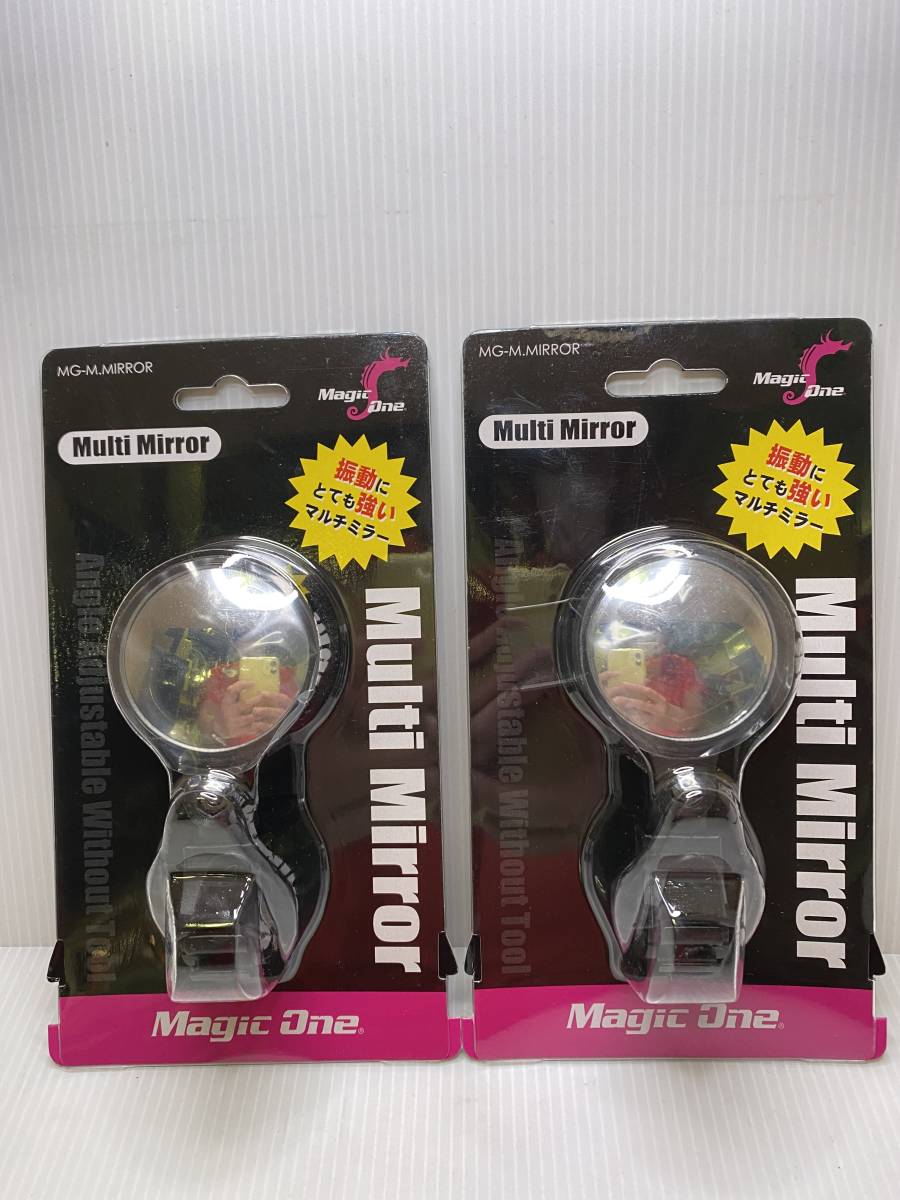 MG-M.MIRROR
Magic One
Multi Mirror
振動に
とても強い
マルチミラー
Multi Mirror
Angle Adjustable Without Tool
Magic One®
MG-M.MIRROR
Magic One
Multi Mirror
振動に
とても強い
マルチミラー
Multi Mirror
Angle Adjustable Without Tool
Magic One®